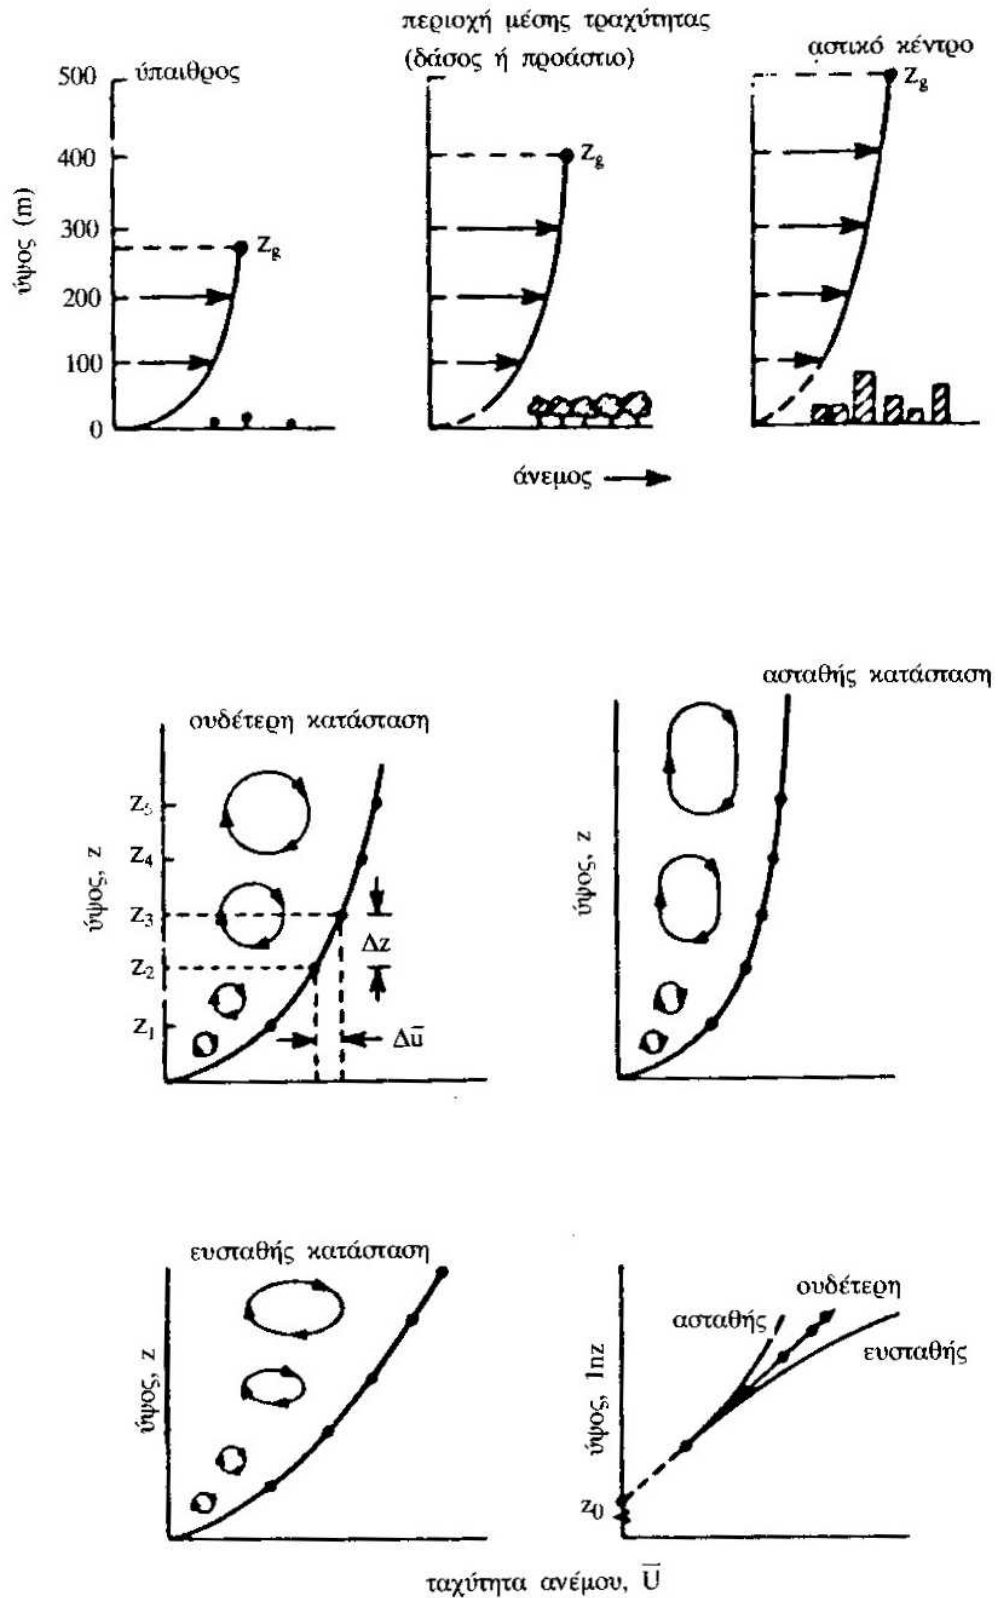 περιοχή μέσης τραχύτητας
(δάσος ή προάστιο)
ύπαιθρος
αστικό κέντρο
ύψος (m)
500
400
300
200
100
0
Zg
Zg
Zg
άνεμος
ουδέτερη κατάσταση
ασταθής κατάσταση
ύψος, z
Z5
Z4
Z3
Z2
Z1
Δz
Δū
ύψος, z
ευσταθής κατάσταση
ύψος, z
ύψος, lnz
ασταθής
ουδέτερη
ευσταθής
z0
ταχύτητα ανέμου, U̅